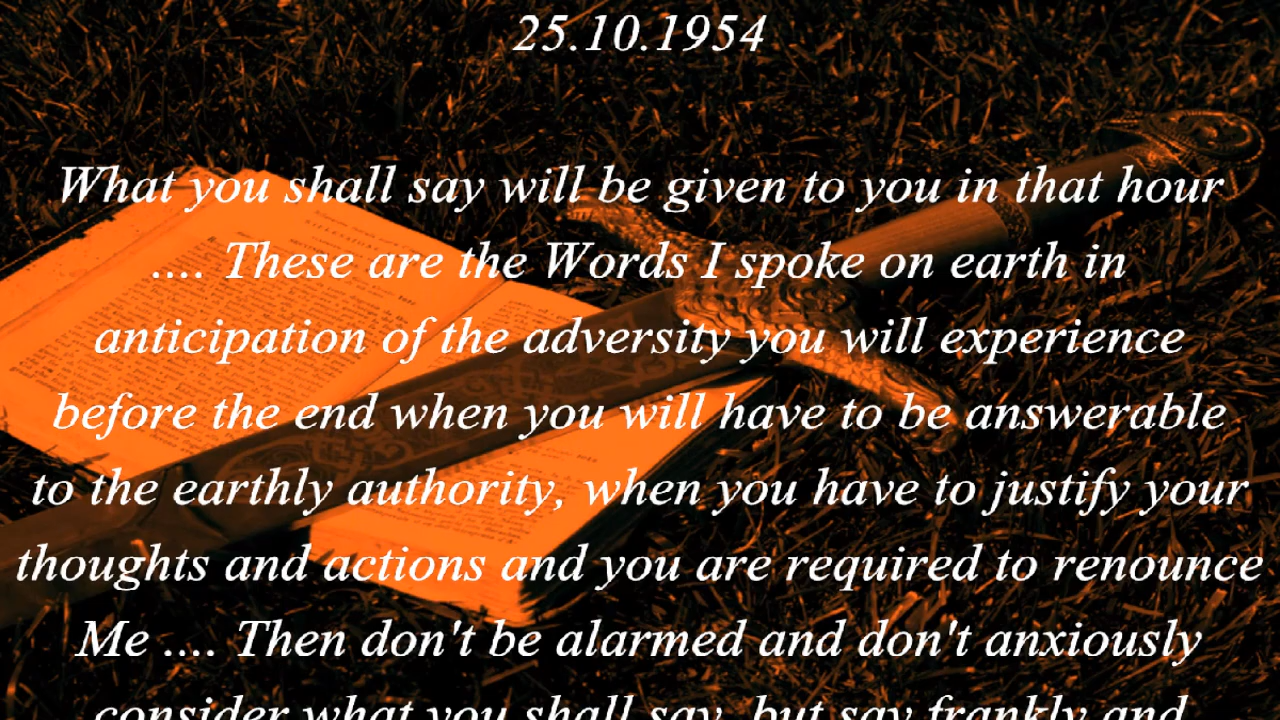 25.10.1954
What you shall say will be given to you in that hour
.... These are the Words I spoke on earth in
anticipation of the adversity you will experience
before the end when you will have to be answerable
to the earthly authority, when you have to justify your
thoughts and actions and you are required to renounce
Me .... Then don't be alarmed and don't anxiously
consider what you shall say, but say frankly and